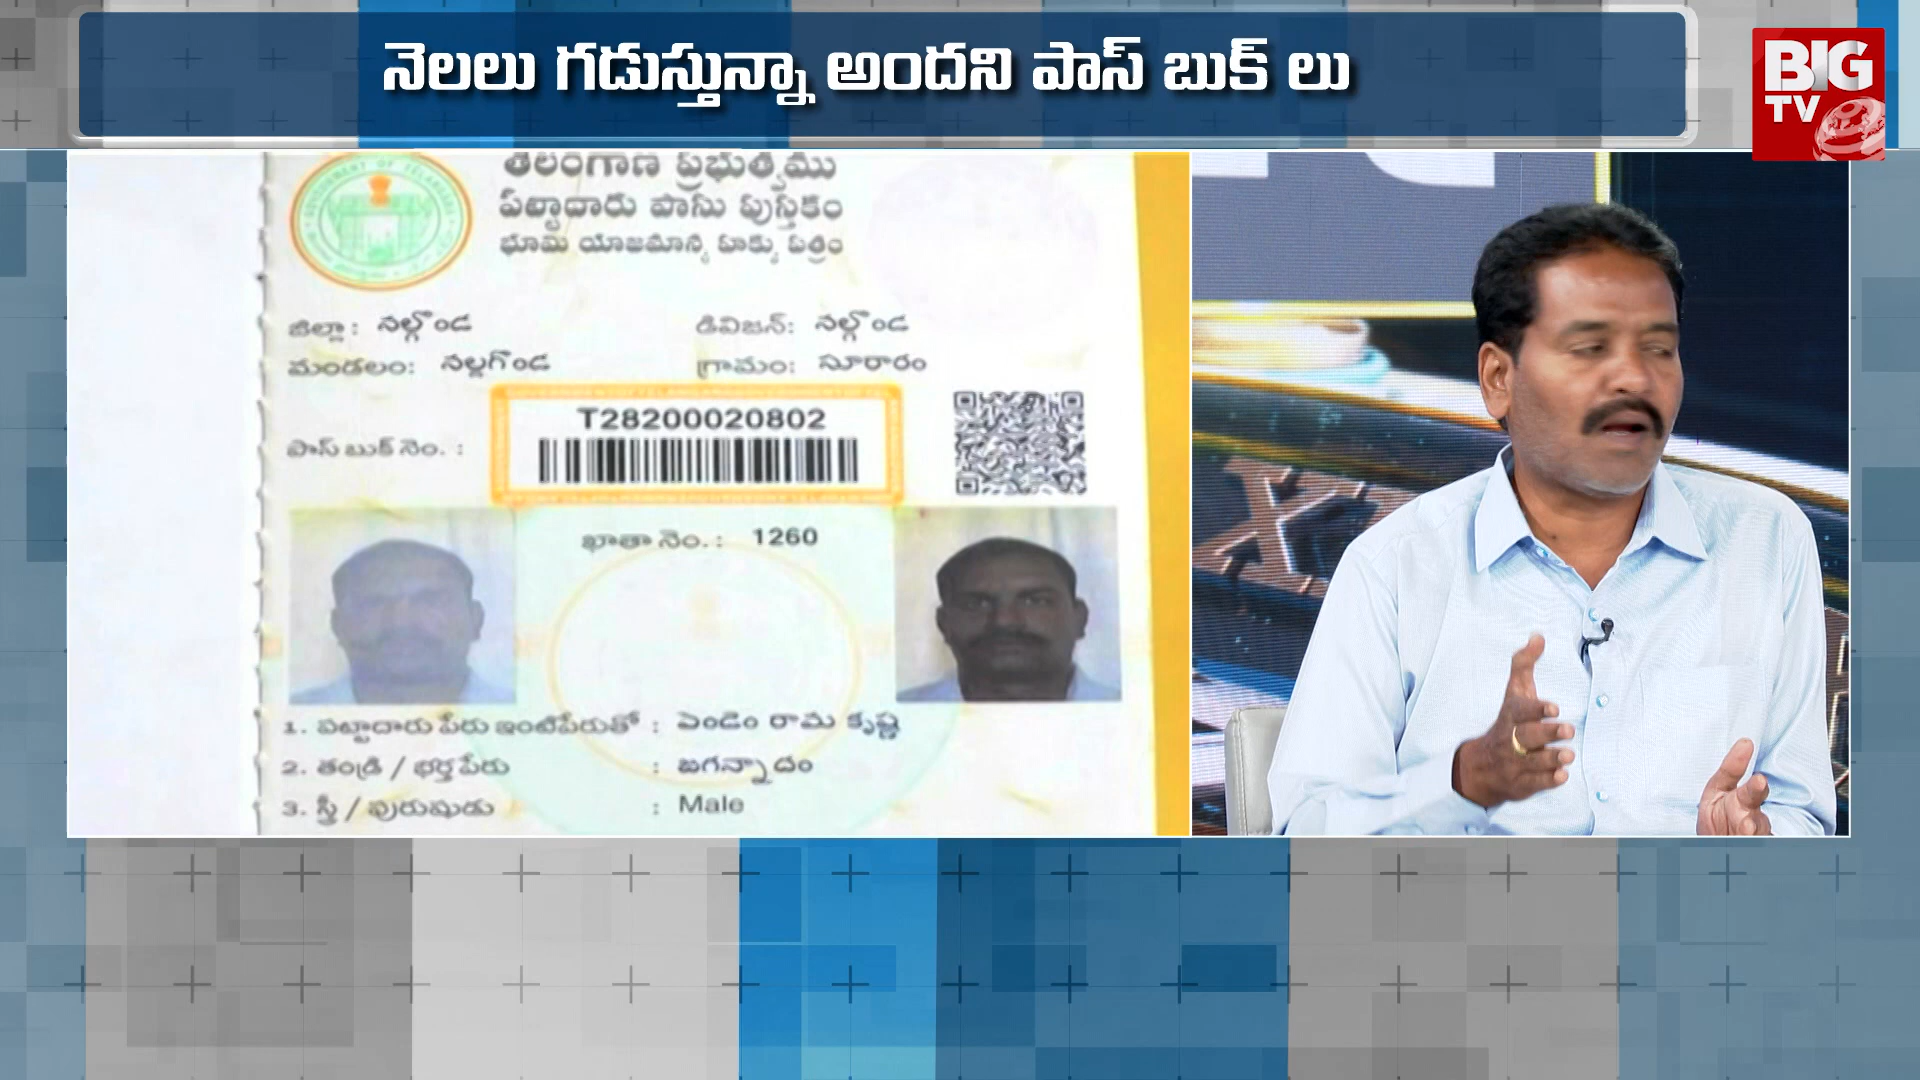 నెలలు గడుస్తున్నా అందని పాస్ బుక్ లు
BIG
TV
తెలంగాణ ప్రభుత్వము
పట్టాదారు పాసు పుస్తకం
భూమి యాజమాన్య హక్కు పత్రం
జిల్లా: నల్గొండ డివిజన్: నల్గొండ
మండలం: నల్లగొండ గ్రామం: సూరారం
T28200020802
పాస్ బుక్ నెం. :
ఖాతా నెం. : 1260
1. పట్టాదారు పేరు ఇంటిపేరుతో : పెండెం రామ కృష్ణ
2. తండ్రి / భర్త పేరు : జగన్నాదం
3. స్త్రీ / పురుషుడు : Male